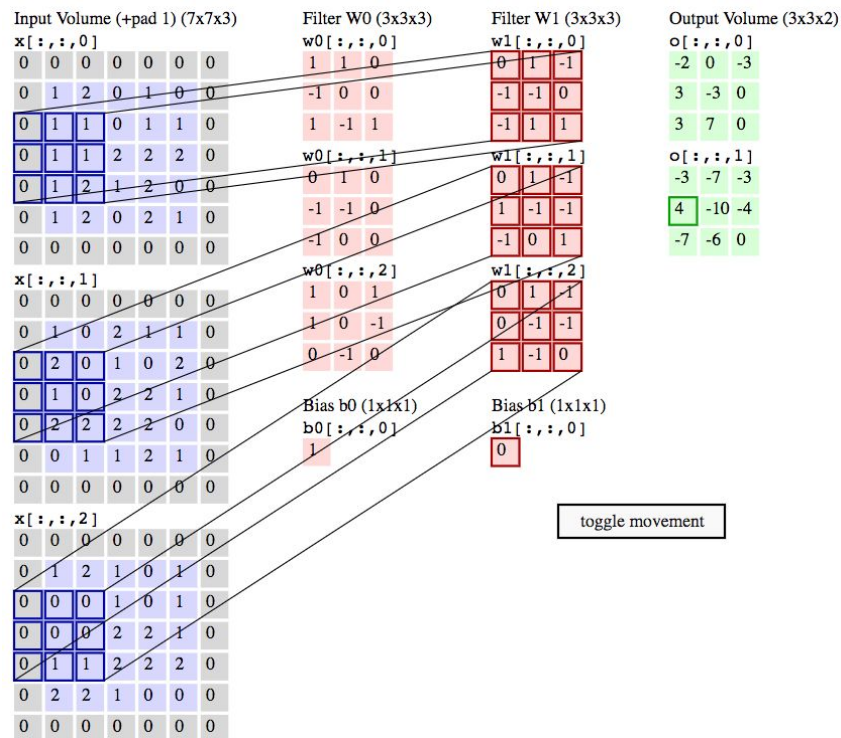 Input Volume (+pad 1) (7x7x3)
x[:,:,0]
0 0 0 0 0 0 0
0 1 2 0 1 0 0
0 1 1 0 1 1 0
0 1 1 2 2 2 0
0 1 2 1 2 0 0
0 1 2 0 2 1 0
0 0 0 0 0 0 0
x[:,:,1]
0 0 0 0 0 0 0
0 1 0 2 1 1 0
0 2 0 1 0 2 0
0 1 0 2 2 1 0
0 2 2 2 2 0 0
0 0 1 1 2 1 0
0 0 0 0 0 0 0
x[:,:,2]
0 0 0 0 0 0 0
0 1 2 1 0 1 0
0 0 0 1 0 1 0
0 0 0 2 2 1 0
0 1 1 2 2 2 0
0 2 2 1 0 0 0
0 0 0 0 0 0 0
Filter W0 (3x3x3)
w0[:,:,0]
1 1 0
-1 0 0
1 -1 1
w0[:,:,1]
0 1 0
-1 -1 0
-1 0 0
w0[:,:,2]
1 0 1
1 0 -1
0 -1 0
Bias b0 (1x1x1)
b0[:,:,0]
1
Filter W1 (3x3x3)
w1[:,:,0]
0 1 -1
-1 -1 0
-1 1 1
w1[:,:,1]
0 1 -1
1 -1 -1
-1 0 1
w1[:,:,2]
0 1 -1
0 -1 -1
1 -1 0
Bias b1 (1x1x1)
b1[:,:,0]
0
Output Volume (3x3x2)
o[:,:,0]
-2 0 -3
3 -3 0
3 7 0
o[:,:,1]
-3 -7 -3
4 -10 -4
-7 -6 0
toggle movement